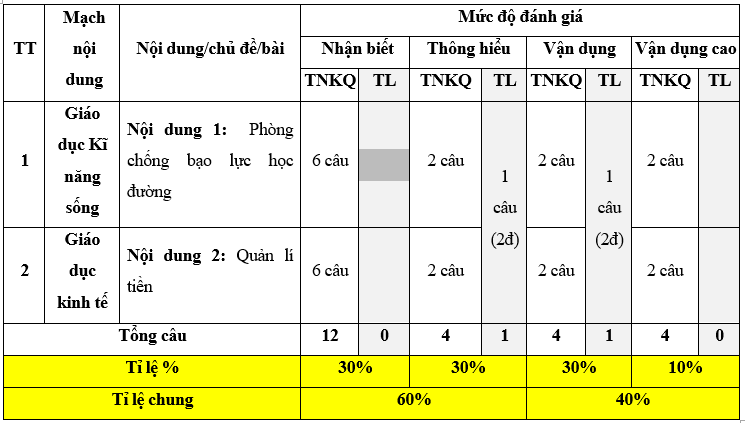 TT
Mạch nội dung
Nội dung/chủ đề/bài
Mức độ đánh giá
Nhận biết
Thông hiểu
Vận dụng
Vận dụng cao
TNKQ TL TNKQ TL TNKQ TL TNKQ TL
1
Giáo
dục Kĩ
năng
sống
Nội dung 1: Phòng
chống bạo lực học
đường
6 câu
2 câu
1
câu
(2đ)
2 câu
1
câu
(2đ)
2 câu
2
Giáo
dục
kinh tế
Nội dung 2: Quản lí
tiền
6 câu
2 câu
2 câu
2 câu
Tổng câu 12 0 4 1 4 1 4 0
Tỉ lệ % 30% 30% 30% 10%
Tỉ lệ chung 60% 40%